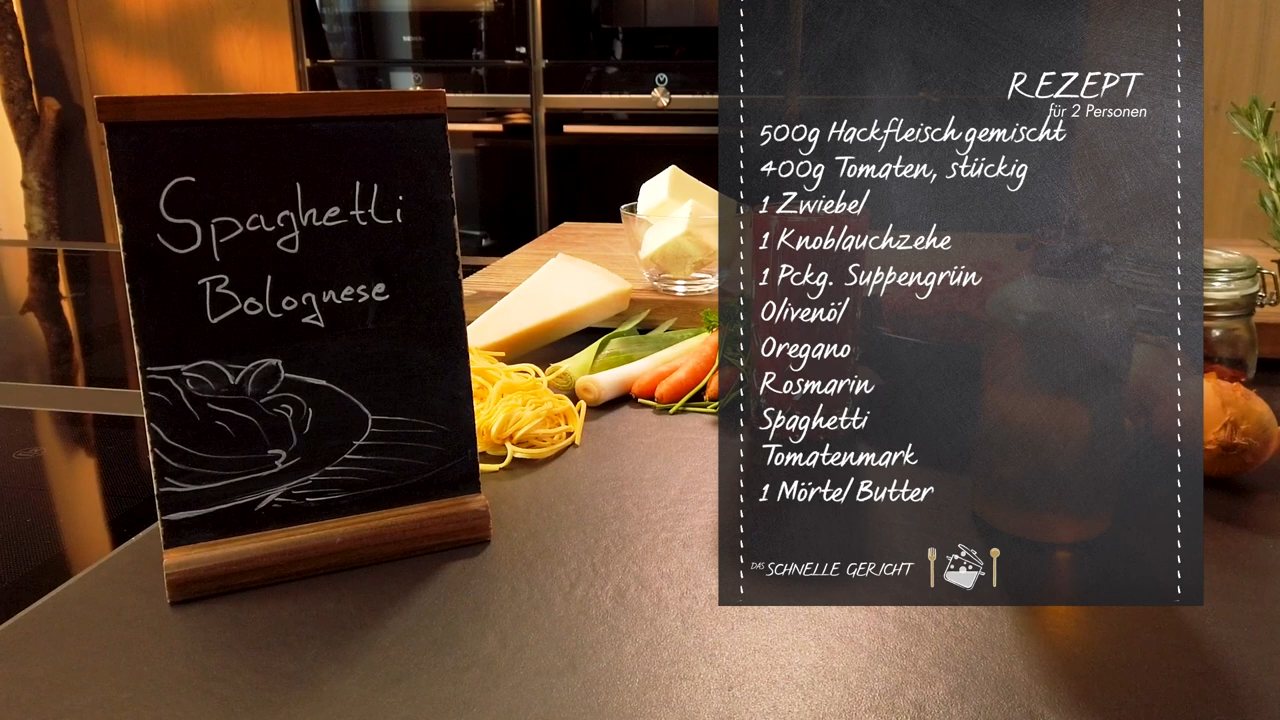 Spaghetti
Bolognese
REZEPT
für 2 Personen
500g Hackfleisch gemischt
400g Tomaten, stückig
1 Zwiebel
1 Knoblauchzehe
1 Pckg. Suppengrün
Olivenöl
Oregano
Rosmarin
Spaghetti
Tomatenmark
1 Mörtel Butter
DAS SCHNELLE GERICHT